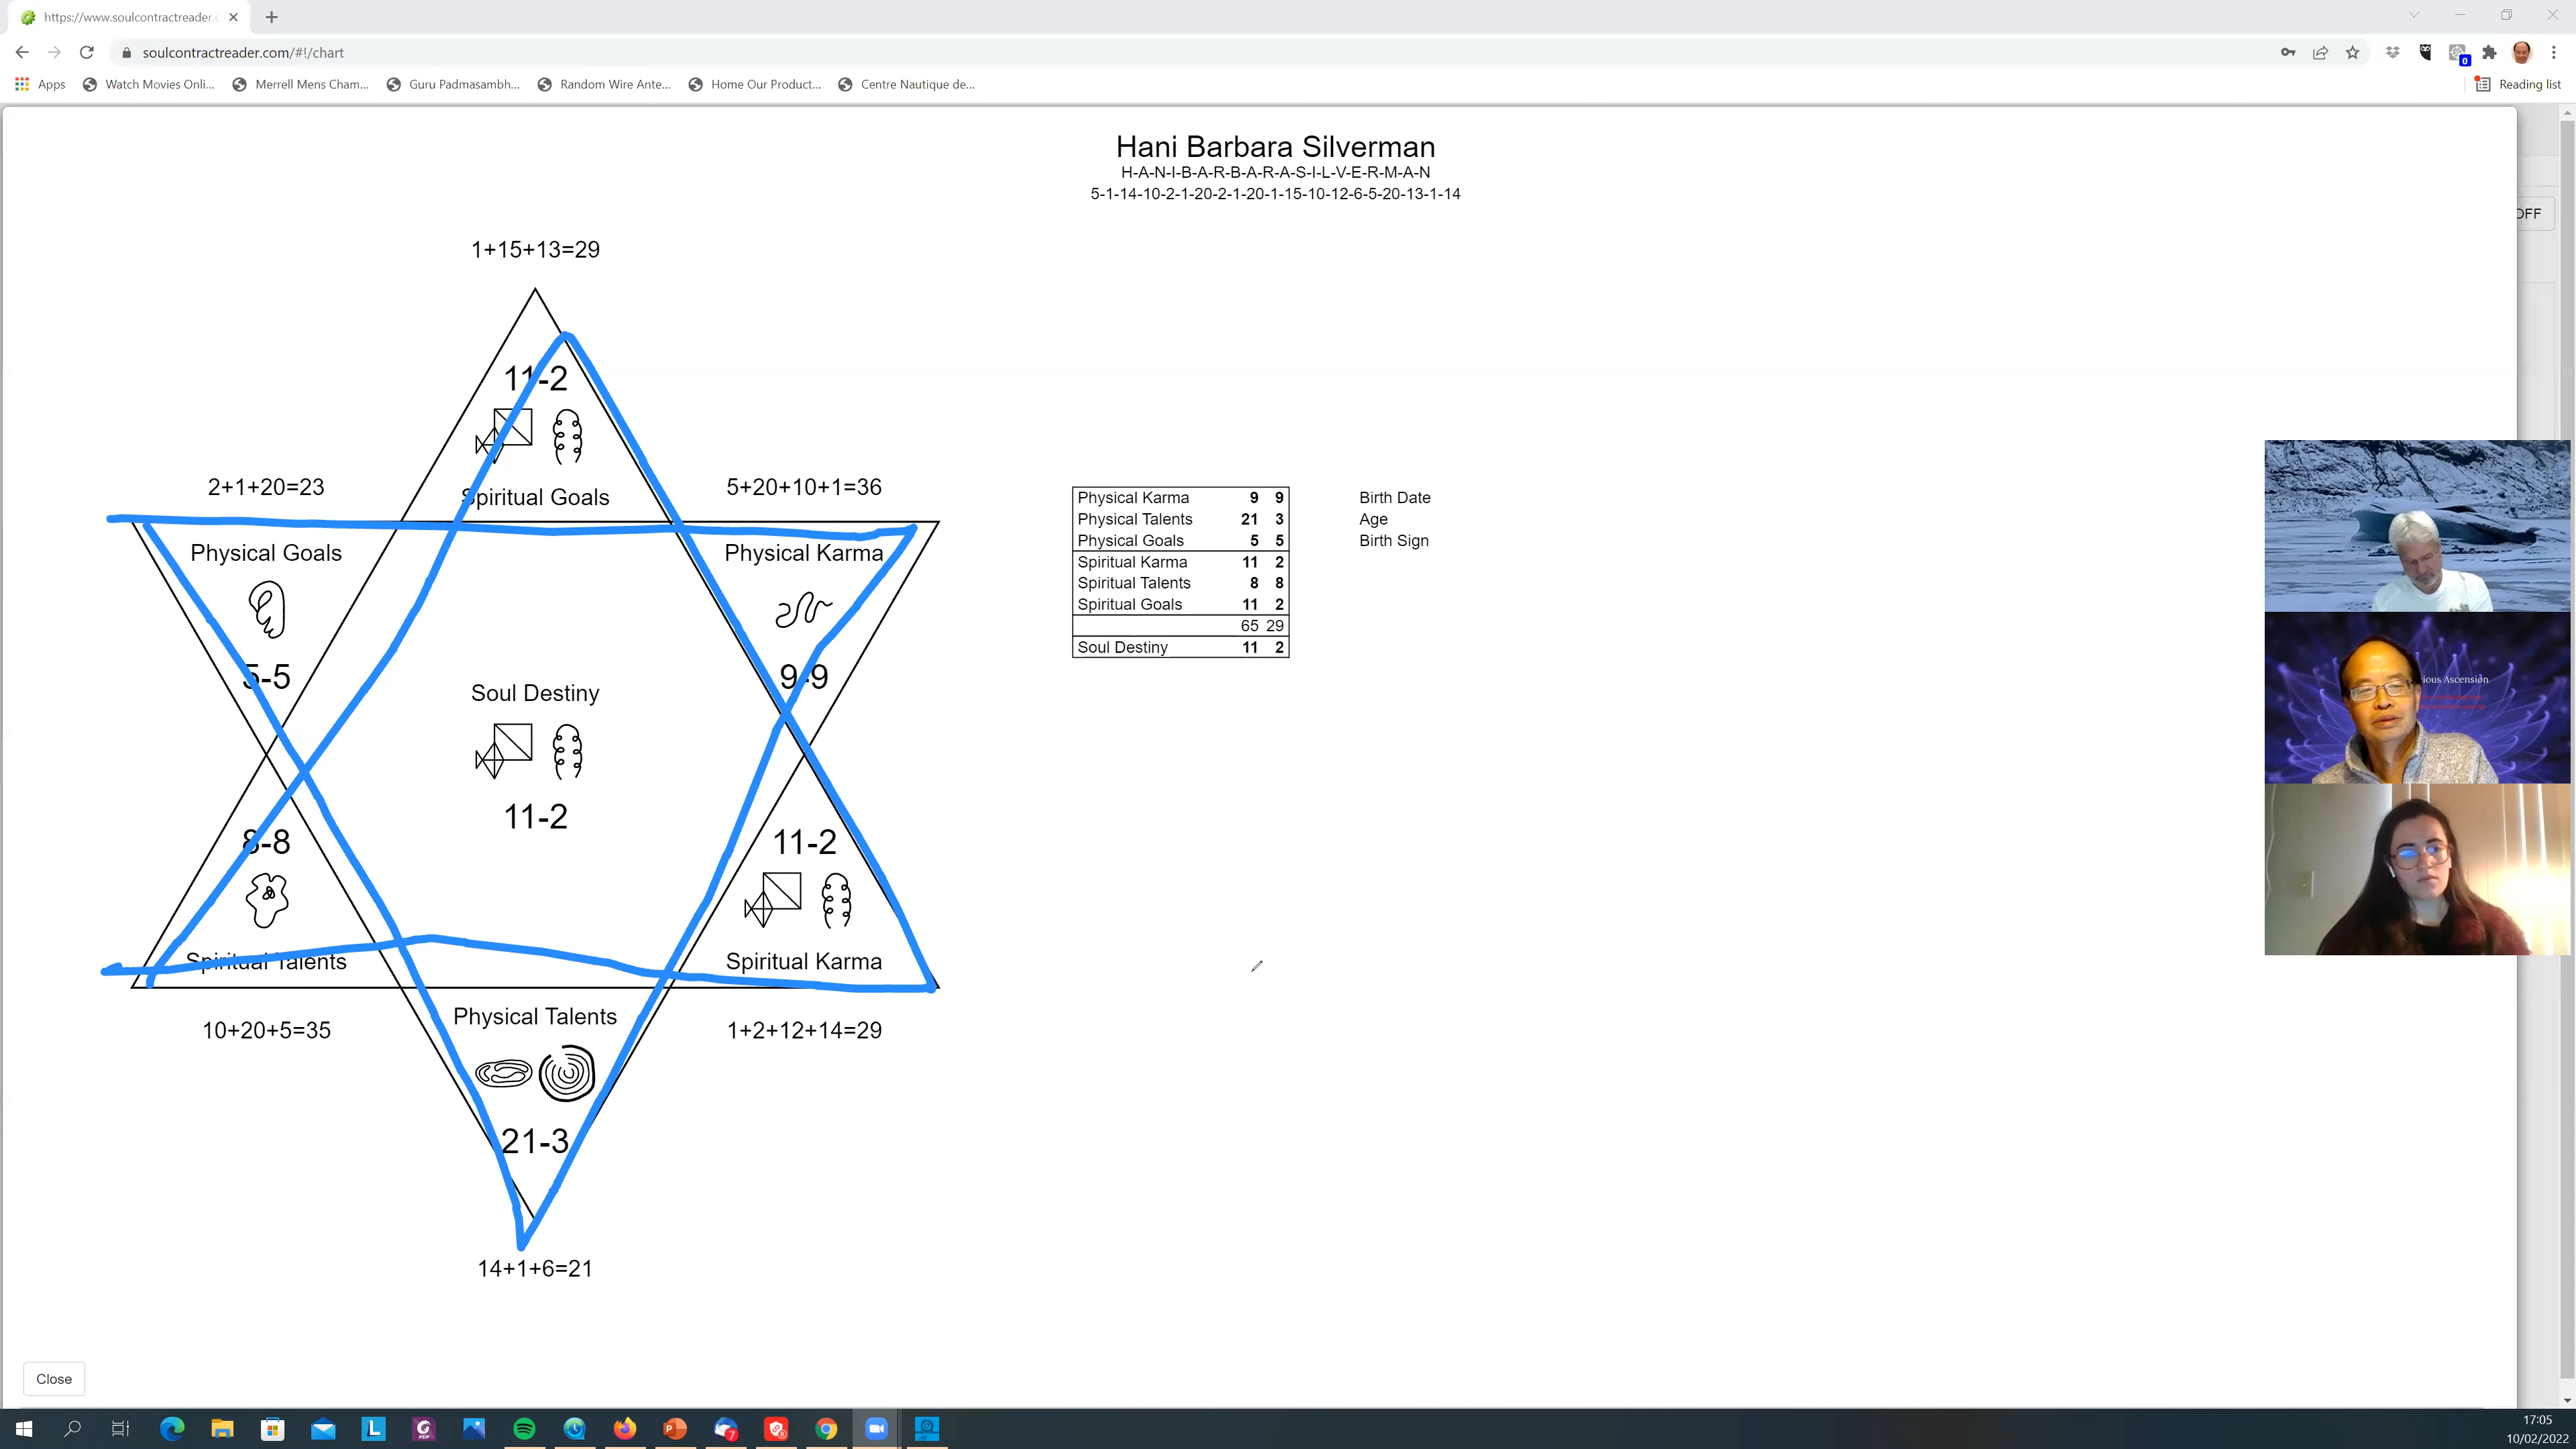 https://www.soulcontractreader.c
soulcontractreader.com/#!/chart
0
Apps
Watch Movies Onli...
Merrell Mens Cham...
Guru Padmasambh...
Random Wire Ante...
Home Our Product...
Centre Nautique de...
Reading list
Hani Barbara Silverman
H-A-N-I-B-A-R-B-A-R-A-S-I-L-V-E-R-M-A-N
5-1-14-10-2-1-20-2-1-20-1-15-10-12-6-5-20-13-1-14
OFF
1+15+13=29
11-2
Spiritual Goals
2+1+20=23
5+20+10+1=36
Physical Goals
Physical Karma
5-5
9-9
Soul Destiny
11-2
8-8
11-2
Spiritual Talents
Spiritual Karma
10+20+5=35
Physical Talents
1+2+12+14=29
21-3
14+1+6=21
Physical Karma 9 9
Physical Talents 21 3
Physical Goals 5 5
Spiritual Karma 11 2
Spiritual Talents 8 8
Spiritual Goals 11 2
65 29
Soul Destiny 11 2
Birth Date
Age
Birth Sign
ious Ascension
Close
L
PDF
7
17:05
10/02/2022